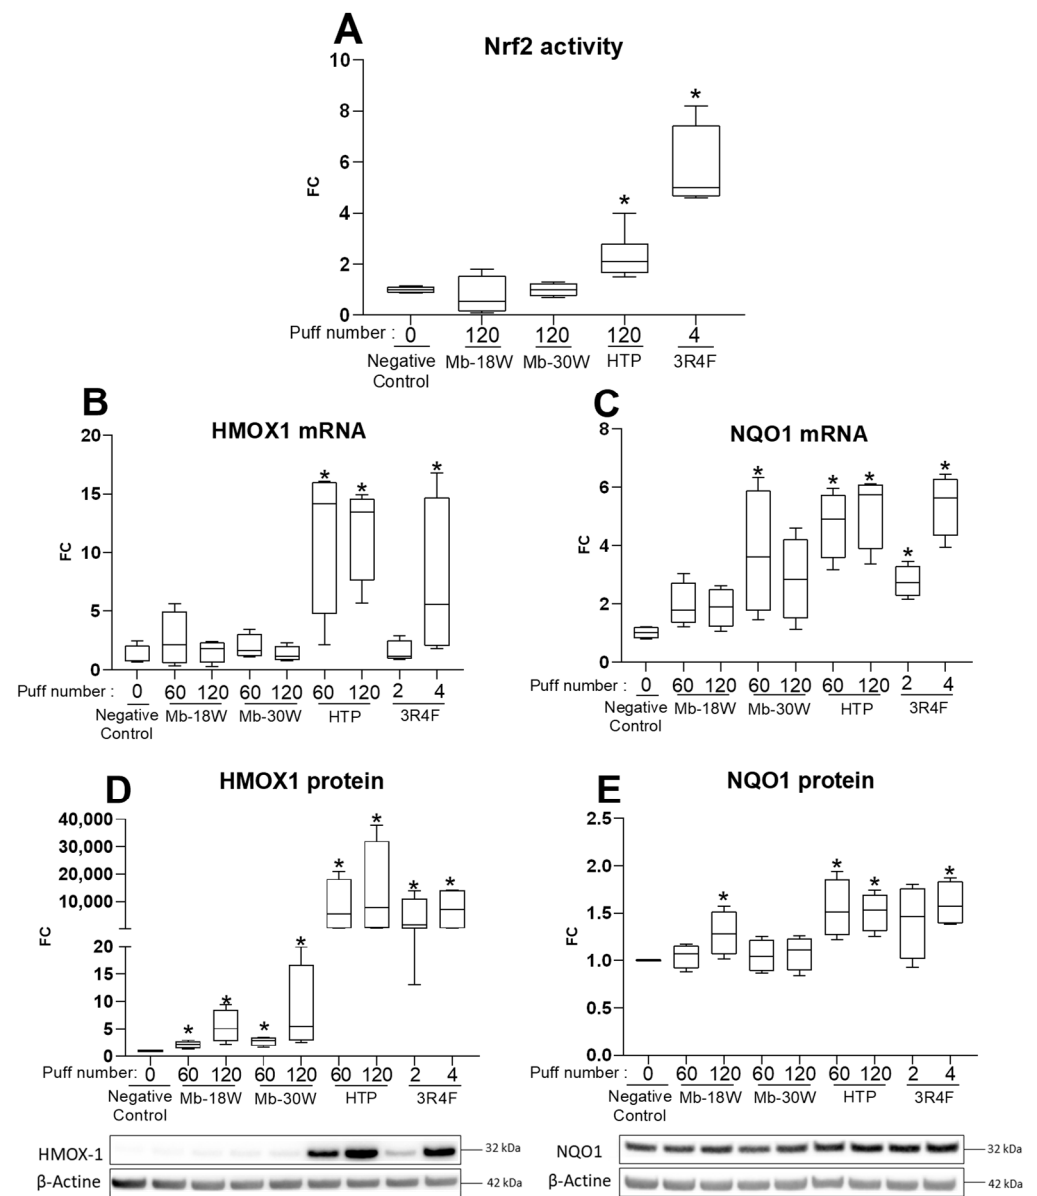 A
Nrf2 activity
10
8
6
4
2
0
FC
*
*
Puff number : 0 120 120 120 4
Negative Control Mb-18W Mb-30W HTP 3R4F
B
HMOX1 mRNA
20
15
10
5
0
FC
* * *
Puff number : 0 60 120 60 120 60 120 2 4
Negative Control Mb-18W Mb-30W HTP 3R4F
C
NQO1 mRNA
8
6
4
2
0
FC
* * * * *
Puff number : 0 60 120 60 120 60 120 2 4
Negative Control Mb-18W Mb-30W HTP 3R4F
D
HMOX1 protein
40,000
30,000
20,000
10,000
20
15
10
5
0
FC
* * * * * * * *
Puff number: 0 60 120 60 120 60 120 2 4
Negative Control Mb-18W Mb-30W HTP 3R4F
HMOX-1 32 kDa
β-Actine 42 kDa
E
NQO1 protein
2.5
2.0
1.5
1.0
0.5
0.0
FC
* * * *
Puff number : 0 60 120 60 120 60 120 2 4
Negative Control Mb-18W Mb-30W HTP 3R4F
NQO1 32 kDa
β-Actine 42 kDa